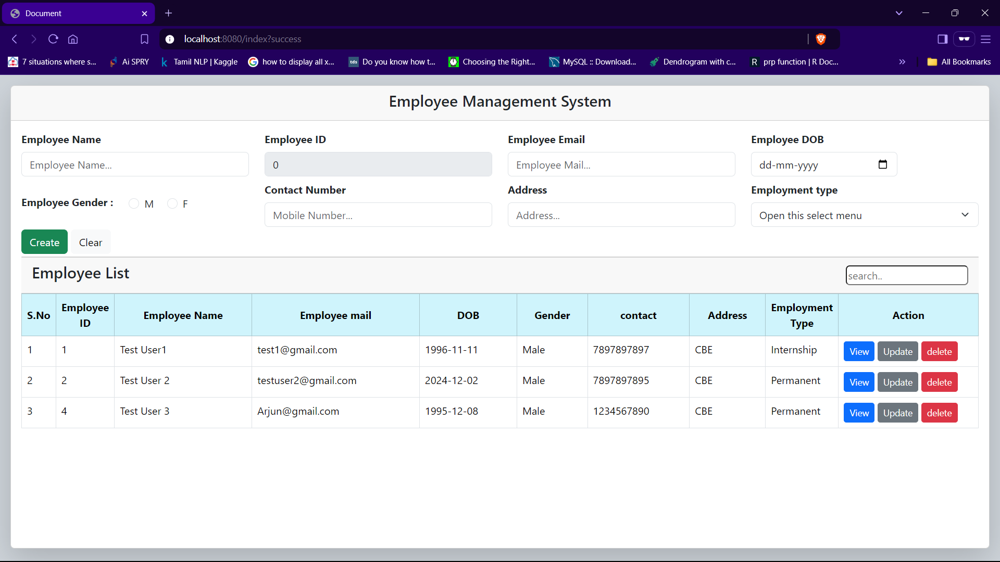 Document
localhost:8080/index?success
7 situations where s...
Ai SPRY
Tamil NLP | Kaggle
how to display all x...
tds
Do you know how t...
Choosing the Right...
MySQL :: Download...
Dendrogram with c...
R
prp function | R Doc...
All Bookmarks
Employee Management System
Employee Name
Employee ID
Employee Email
Employee DOB
Employee Name...
0
Employee Mail...
dd-mm-yyyy
Employee Gender :
M
F
Contact Number
Address
Employment type
Mobile Number...
Address...
Open this select menu
Create
Clear
Employee List
search..
S.No Employee ID Employee Name Employee mail DOB Gender contact Address Employment Type Action
1 1 Test User1 test1@gmail.com 1996-11-11 Male 7897897897 CBE Internship View Update delete
2 2 Test User 2 testuser2@gmail.com 2024-12-02 Male 7897897895 CBE Permanent View Update delete
3 4 Test User 3 Arjun@gmail.com 1995-12-08 Male 1234567890 CBE Permanent View Update delete